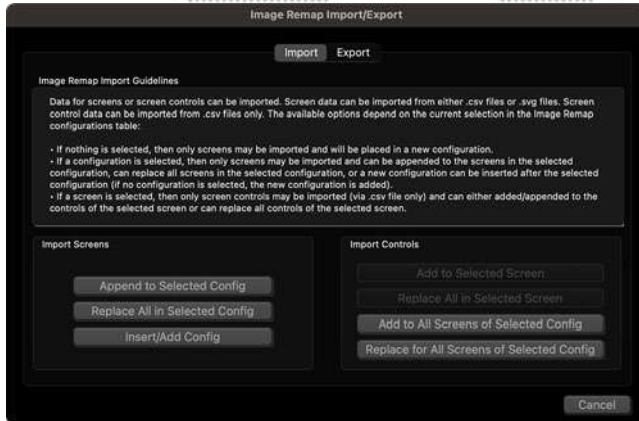 Image Remap Import/Export
Import Export
Image Remap Import Guidelines
Data for screens or screen controls can be imported. Screen data can be imported from either .csv files or .svg files. Screen
control data can be imported from .csv files only. The available options depend on the current selection in the Image Remap
configurations table:
• If nothing is selected, then only screens may be imported and will be placed in a new configuration.
• If a configuration is selected, then only screens may be imported and can be appended to the screens in the selected
configuration, can replace all screens in the selected configuration, or a new configuration can be inserted after the selected
configuration (if no configuration is selected, the new configuration is added).
• If a screen is selected, then only screen controls may be imported (via .csv file only) and can either added/appended to the
controls of the selected screen or can replace all controls of the selected screen.
Import Screens
Append to Selected Config
Replace All in Selected Config
Insert/Add Config
Import Controls
Add to Selected Screen
Replace All in Selected Screen
Add to All Screens of Selected Config
Replace for All Screens of Selected Config
Cancel